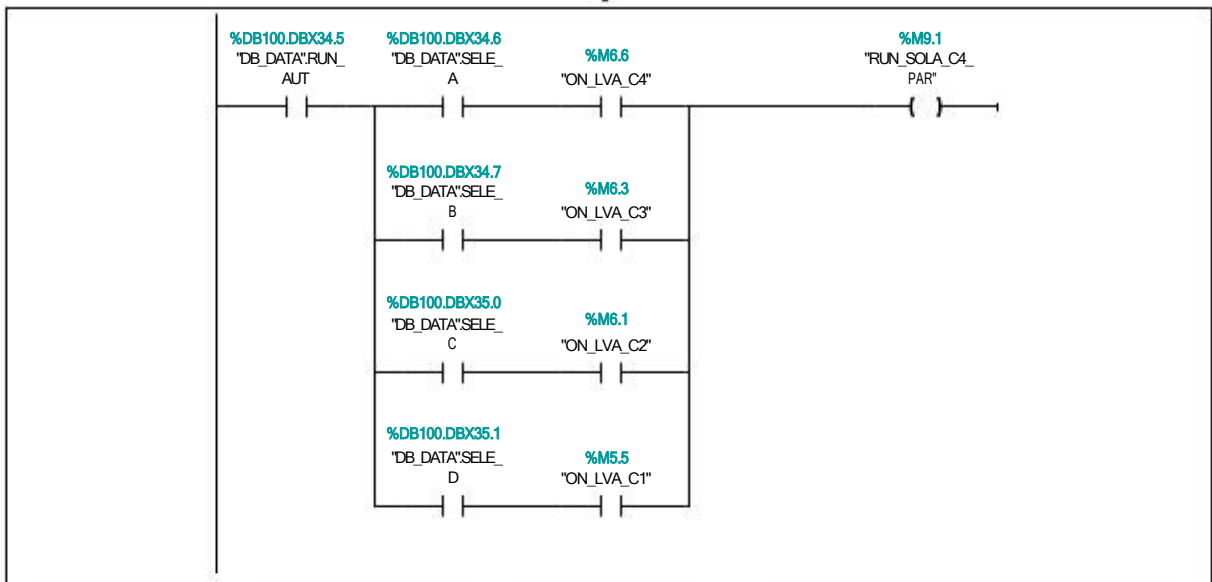 %DB100.DBX34.5
"DB_DATA".RUN_
AUT
%DB100.DBX34.6
"DB_DATA".SELE_
A
%M6.6
"ON_LVA_C4"
%M9.1
"RUN_SOLA_C4_
PAR"
%DB100.DBX34.7
"DB_DATA".SELE_
B
%M6.3
"ON_LVA_C3"
%DB100.DBX35.0
"DB_DATA".SELE_
C
%M6.1
"ON_LVA_C2"
%DB100.DBX35.1
"DB_DATA".SELE_
D
%M5.5
"ON_LVA_C1"